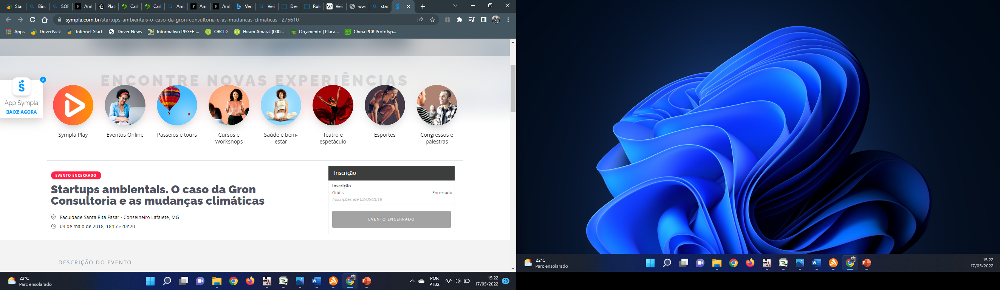 Star
Bing
SOF
Aml
Plat
Carl
Carl
Aml
Aml
Aml
Veri
Veri
Dev
Rule
Veri
ww
star
sympla.com.br/startups-ambientais-o-caso-da-gron-consultoria-e-as-mudancas-climaticas__275610
Apps
DriverPack
Internet Start
Driver News
Informativo PPGEE-...
ORCID
Hiram Amaral (000...
Orçamento | Placa...
China PCB Prototyp...
ENCONTRE NOVAS EXPERIÊNCIAS
App Sympla
BAIXE AGORA
Sympla Play
Eventos Online
Passeios e tours
Cursos e
Workshops
Saúde e bem-
estar
Teatro e
espetáculo
Esportes
Congressos e
palestras
EVENTO ENCERRADO
Startups ambientais. O caso da Gron
Consultoria e as mudanças climáticas
Faculdade Santa Rita Fasar - Conselheiro Lafaiete, MG
04 de maio de 2018, 18h55-20h20
Inscrição
Inscrição
Grátis Encerrado
Inscrições até 02/05/2018
EVENTO ENCERRADO
DESCRIÇÃO DO EVENTO
22°C
Parc ensolarado
POR
PTB2
15:22
17/05/2022
28
22°C
Parc ensolarado
15:22
17/05/2022